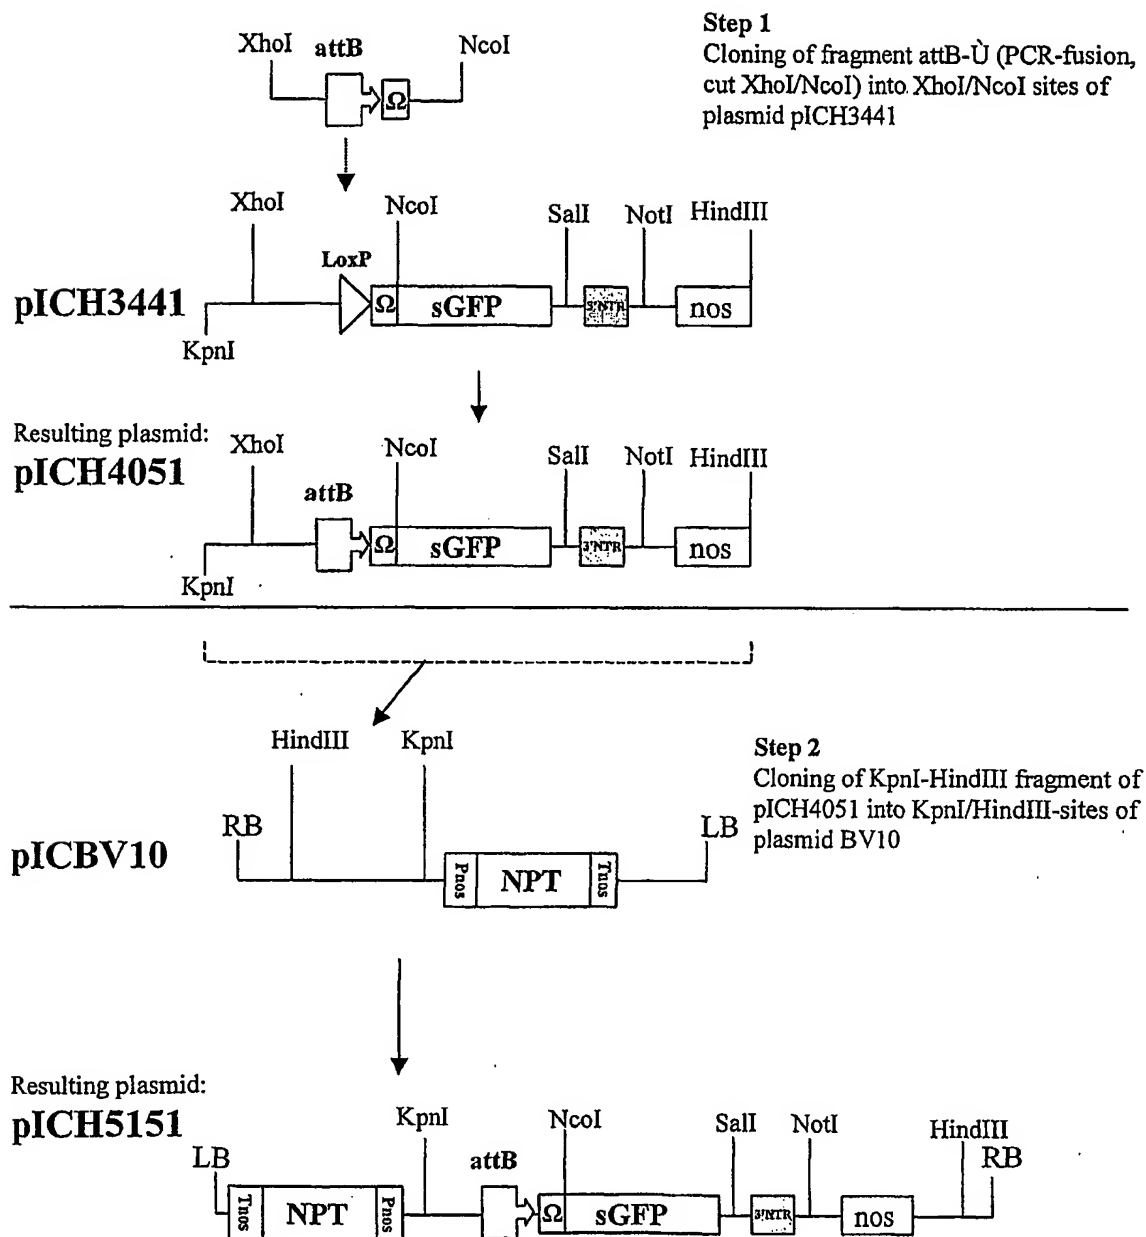 XhoI
attB
NcoI
Ω
Step 1
Cloning of fragment attB-Ù (PCR-fusion,
cut XhoI/NcoI) into XhoI/NcoI sites of
plasmid pICH3441
XhoI
NcoI
SalI
NotI
HindIII
LoxP
pICH3441
Ω
sGFP
3'NTR
nos
KpnI
Resulting plasmid:
pICH4051
XhoI
NcoI
SalI
NotI
HindIII
attB
Ω
sGFP
3'NTR
nos
KpnI
HindIII
KpnI
Step 2
Cloning of KpnI-HindIII fragment of
pICH4051 into KpnI/HindIII-sites of
plasmid BV10
RB
LB
pICBV10
Pnos
NPT
Tnos
Resulting plasmid:
pICH5151
KpnI
NcoI
SalI
NotI
HindIII
LB
attB
RB
Tnos
NPT
Pnos
Ω
sGFP
3'NTR
nos